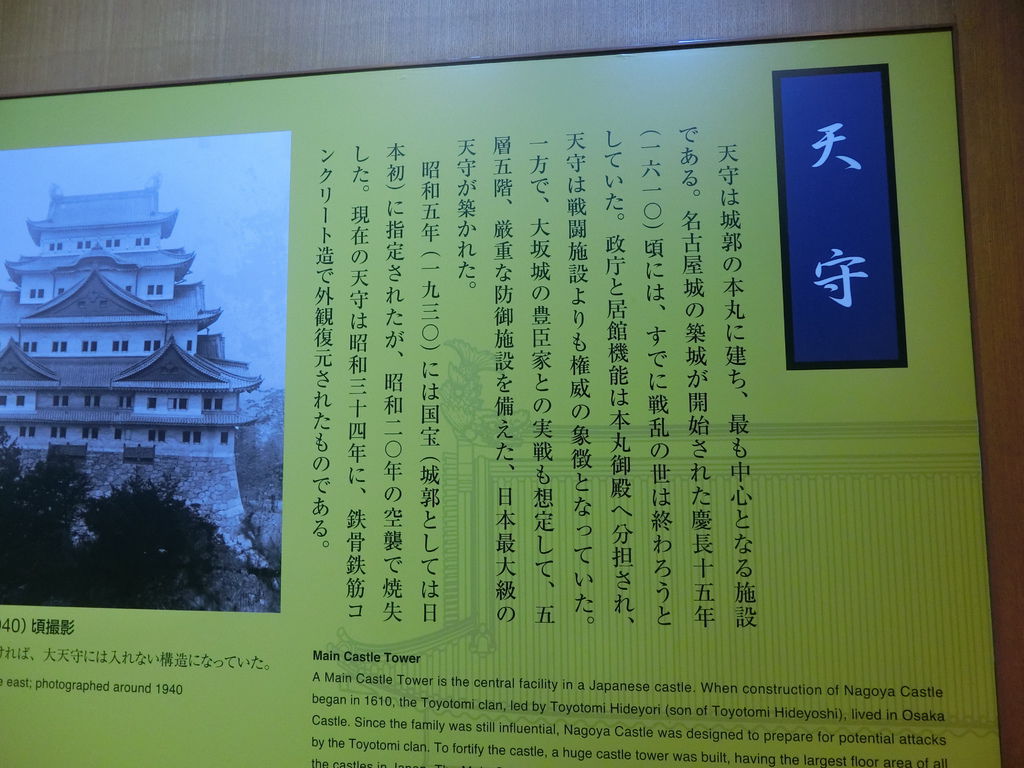 天守
天守は城郭の本丸に建ち、最も中心となる施設
である。名古屋城の築城が開始された慶長十五年
(一六一〇)頃には、すでに戦乱の世は終わろうと
していた。政庁と居館機能は本丸御殿へ分担され、
天守は戦闘施設よりも権威の象徴となっていた。
一方で、大坂城の豊臣家との実戦も想定して、五
層五階、厳重な防御施設を備えた、日本最大級の
天守が築かれた。
昭和五年(一九三〇)には国宝(城郭としては日
本初)に指定されたが、昭和二〇年の空襲で焼失
した。現在の天守は昭和三十四年に、鉄骨鉄筋コ
ンクリート造で外観復元されたものである。
40)頃撮影
ければ、大天守には入れない構造になっていた。
e east; photographed around 1940
Main Castle Tower
A Main Castle Tower is the central facility in a Japanese castle. When construction of Nagoya Castle
began in 1610, the Toyotomi clan, led by Toyotomi Hideyori (son of Toyotomi Hideyoshi), lived in Osaka
Castle. Since the family was still influential, Nagoya Castle was designed to prepare for potential attacks
by the Toyotomi clan. To fortify the castle, a huge castle tower was built, having the largest floor area of all
the castles in Japan. The